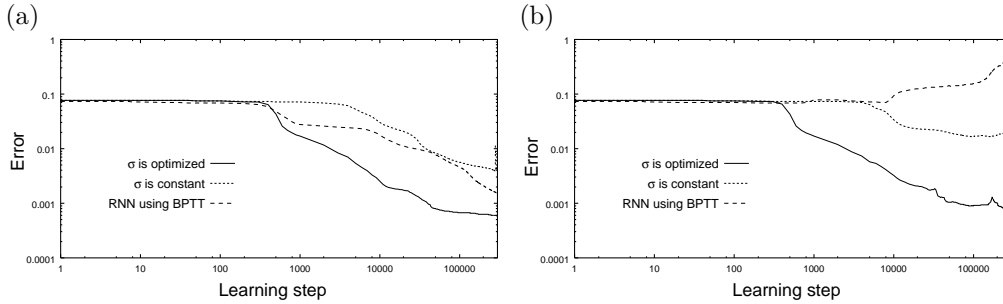 (a)
1
0.1
0.01
0.001
0.0001
Error
σ is optimized
σ is constant
RNN using BPTT
1 10 100 1000 10000 100000
Learning step
(b)
1
0.1
0.01
0.001
0.0001
Error
σ is optimized
σ is constant
RNN using BPTT
1 10 100 1000 10000 100000
Learning step